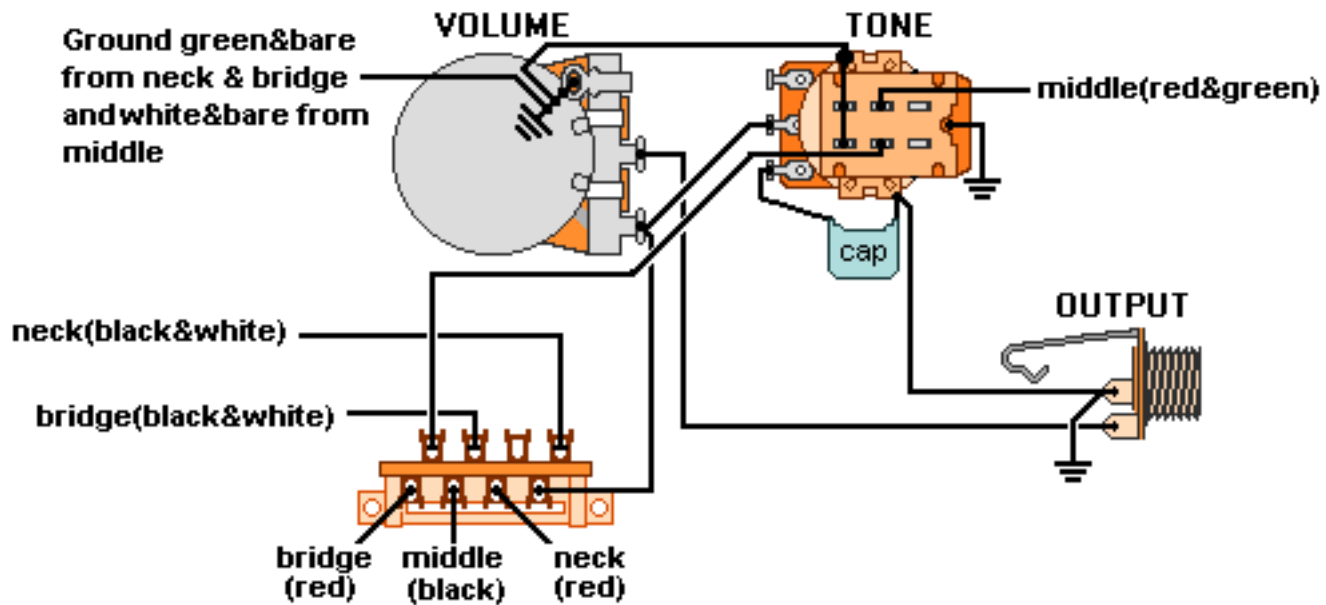 VOLUME
TONE
Ground green&bare
from neck & bridge
and white&bare from
middle
middle(red&green)
cap
OUTPUT
neck(black&white)
bridge(black&white)
bridge
(red)
middle
(black)
neck
(red)